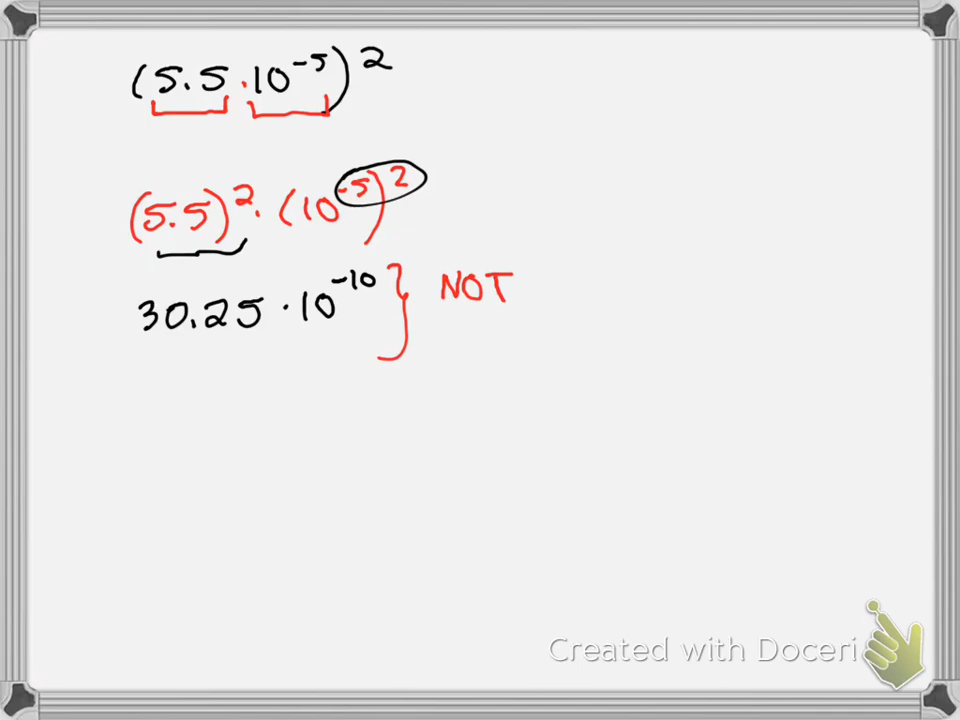 (5.5 · 10⁻⁵)²
(5.5)² · (10⁻⁵)²
30.25 · 10⁻¹⁰ } NOT
Created with Doceri